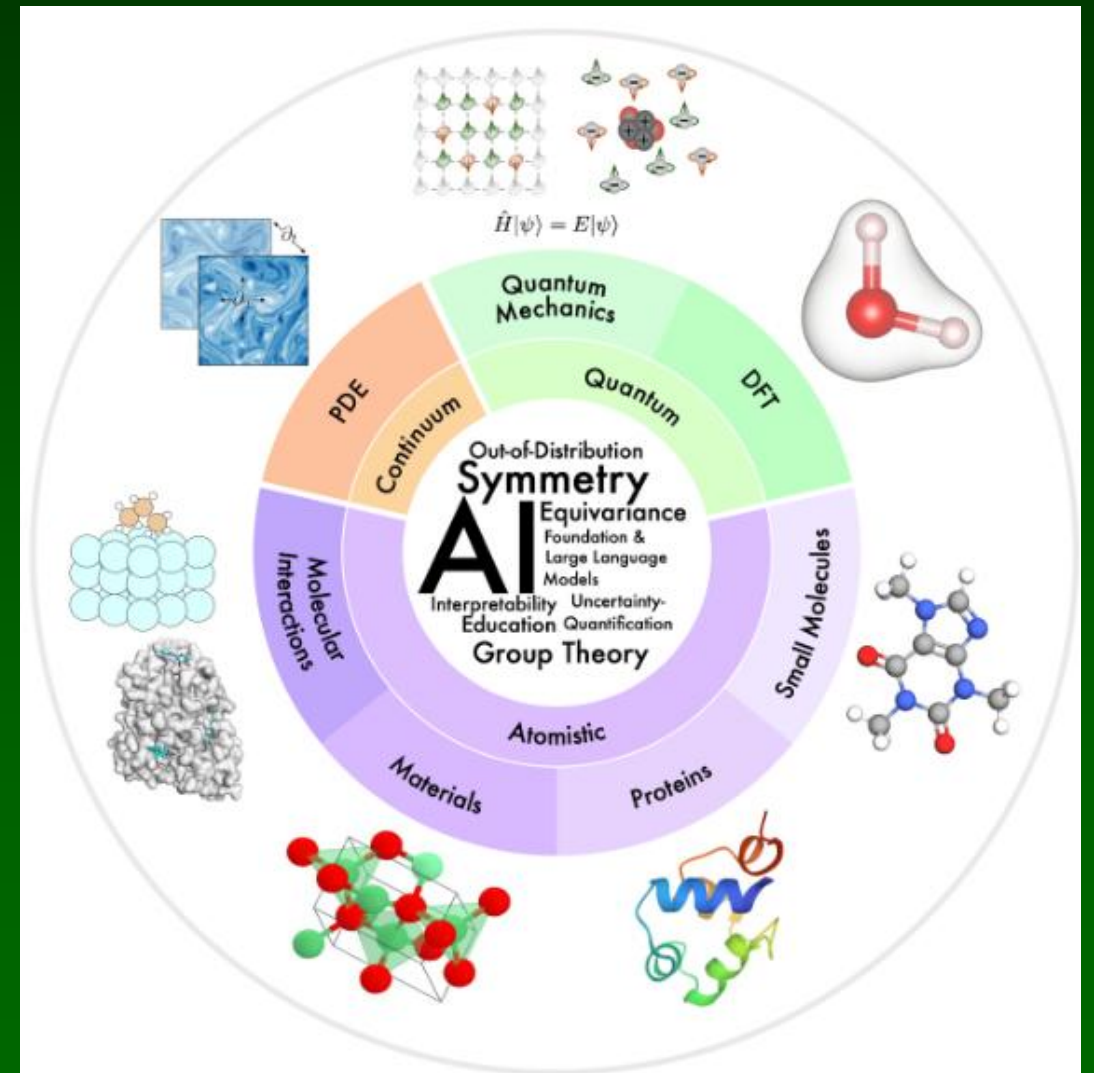 Ĥ|ψ⟩ = E|ψ⟩
∂t
Quantum
Mechanics
DFT
PDE
Continuum
Quantum
Out-of-Distribution
Symmetry
AI
Equivariance
Foundation &
Large Language
Models
Interpretability
Uncertainty-
Education
Quantification
Group Theory
Molecular
Interactions
Small Molecules
Atomistic
Materials
Proteins